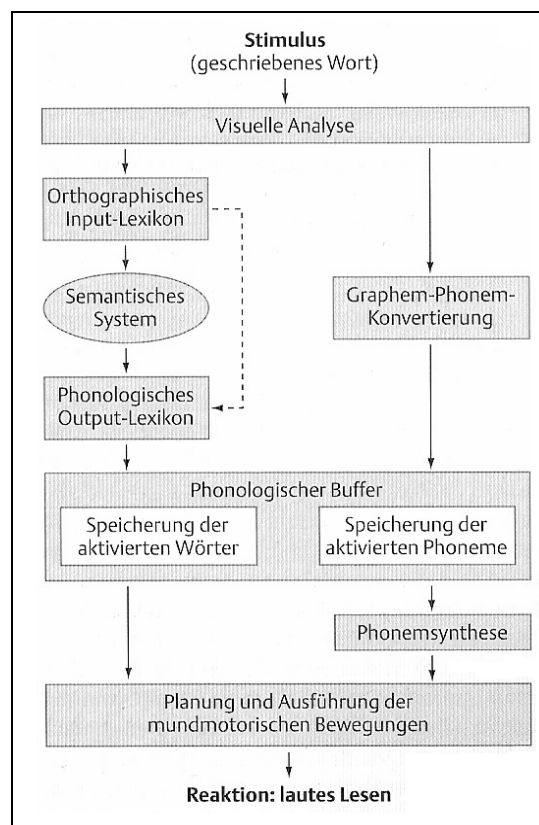 Stimulus
(geschriebenes Wort)
Visuelle Analyse
Orthographisches
Input-Lexikon
Semantisches
System
Graphem-Phonem-
Konvertierung
Phonologisches
Output-Lexikon
Phonologischer Buffer
Speicherung der
aktivierten Wörter
Speicherung der
aktivierten Phoneme
Phonemsynthese
Planung und Ausführung der
mundmotorischen Bewegungen
Reaktion: lautes Lesen